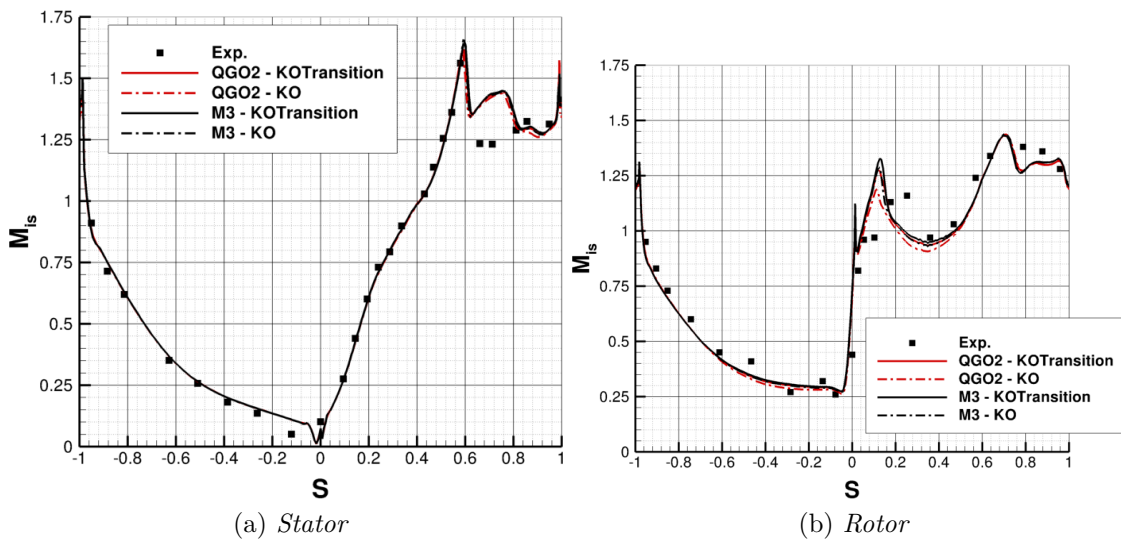 1.75
1.5
1.25
1
0.75
0.5
0.25
0
M_is
-1 -0.8 -0.6 -0.4 -0.2 0 0.2 0.4 0.6 0.8 1
S
Exp.
QGO2 - KOTransition
QGO2 - KO
M3 - KOTransition
M3 - KO
(a) Stator
1.75
1.5
1.25
1
0.75
0.5
0.25
0
M_is
-1 -0.8 -0.6 -0.4 -0.2 0 0.2 0.4 0.6 0.8 1
S
Exp.
QGO2 - KOTransition
QGO2 - KO
M3 - KOTransition
M3 - KO
(b) Rotor